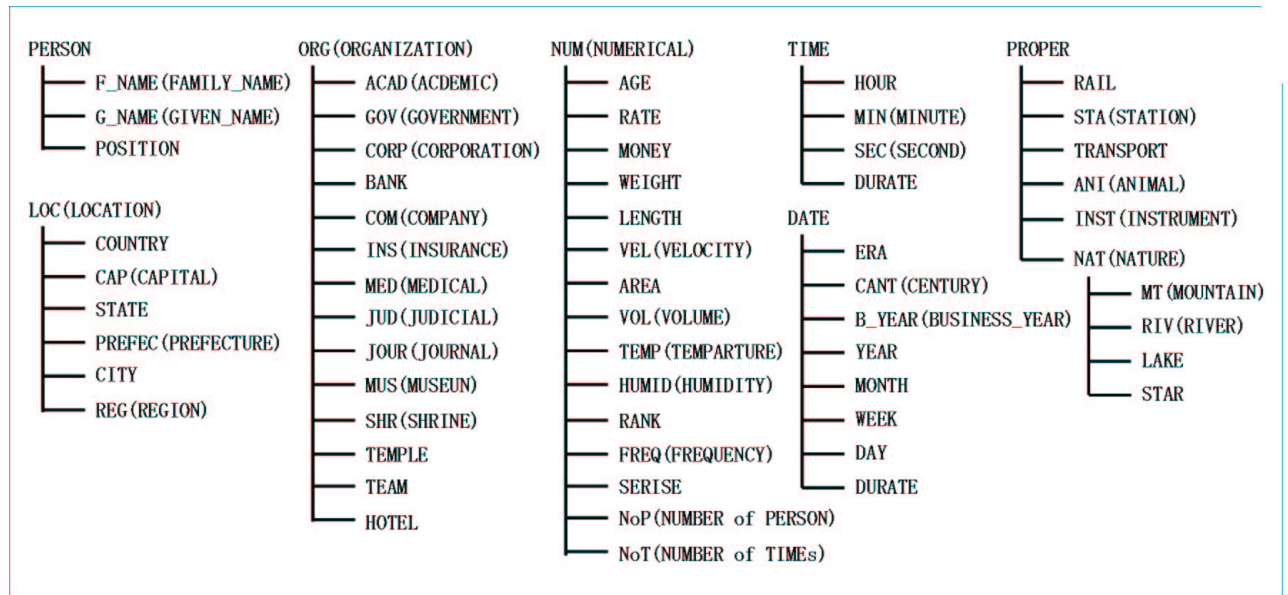 PERSON
F_NAME(FAMILY_NAME)
G_NAME(GIVEN_NAME)
POSITION
LOC(LOCATION)
COUNTRY
CAP(CAPITAL)
STATE
PREFEC(PREFECTURE)
CITY
REG(REGION)
ORG(ORGANIZATION)
ACAD(ACDEMIC)
GOV(GOVERNMENT)
CORP(CORPORATION)
BANK
COM(COMPANY)
INS(INSURANCE)
MED(MEDICAL)
JUD(JUDICIAL)
JOUR(JOURNAL)
MUS(MUSEUN)
SHR(SHRINE)
TEMPLE
TEAM
HOTEL
NUM(NUMERICAL)
AGE
RATE
MONEY
WEIGHT
LENGTH
VEL(VELOCITY)
AREA
VOL(VOLUME)
TEMP(TEMPARTURE)
HUMID(HUMIDITY)
RANK
FREQ(FREQUENCY)
SERISE
NoP(NUMBER of PERSON)
NoT(NUMBER of TIMEs)
TIME
HOUR
MIN(MINUTE)
SEC(SECOND)
DURATE
DATE
ERA
CANT(CENTURY)
B_YEAR(BUSINESS_YEAR)
YEAR
MONTH
WEEK
DAY
DURATE
PROPER
RAIL
STA(STATION)
TRANSPORT
ANI(ANIMAL)
INST(INSTRUMENT)
NAT(NATURE)
MT(MOUNTAIN)
RIV(RIVER)
LAKE
STAR